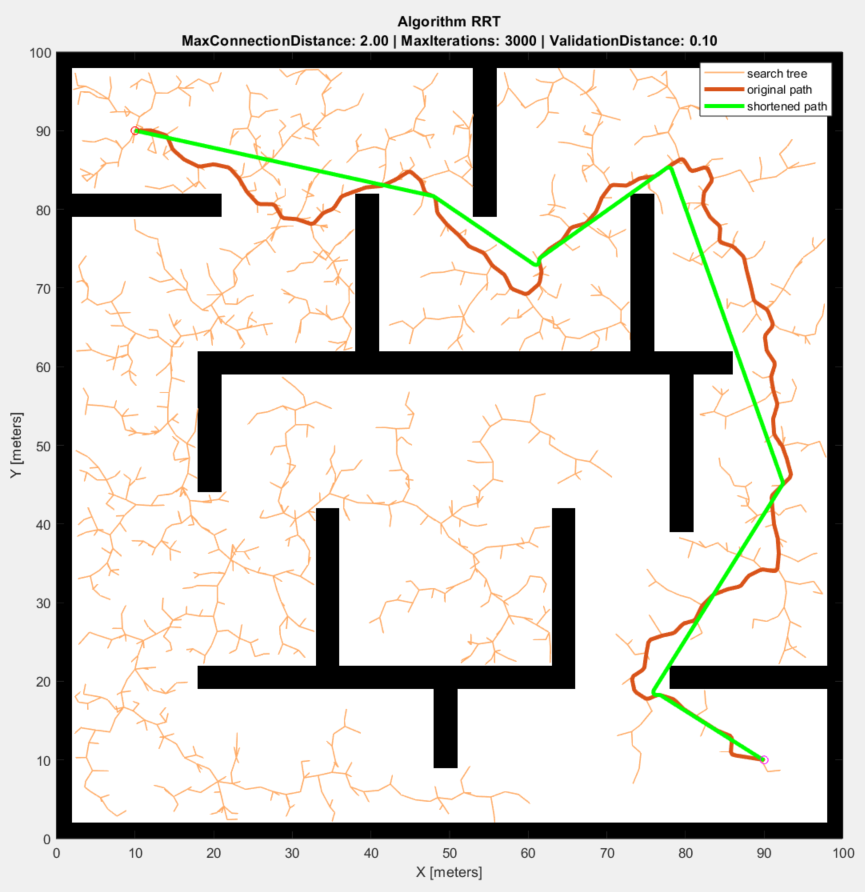 Algorithm RRT
MaxConnectionDistance: 2.00 | MaxIterations: 3000 | ValidationDistance: 0.10
search tree
original path
shortened path
100
90
80
70
60
50
40
30
20
10
0
Y [meters]
0 10 20 30 40 50 60 70 80 90 100
X [meters]